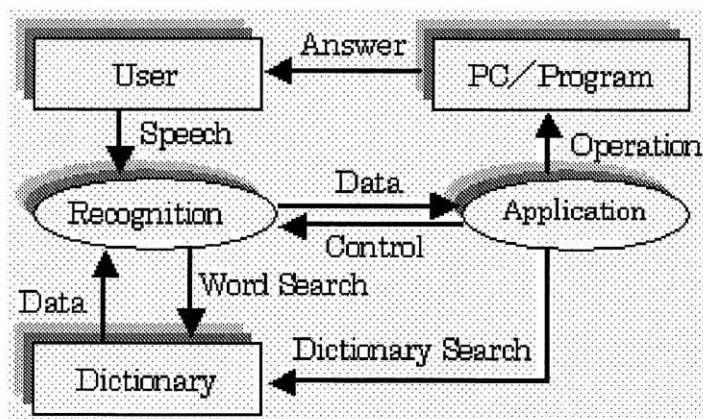 Answer
User
PC/Program
Speech
Operation
Data
Recognition
Application
Control
Word Search
Data
Dictionary Search
Dictionary